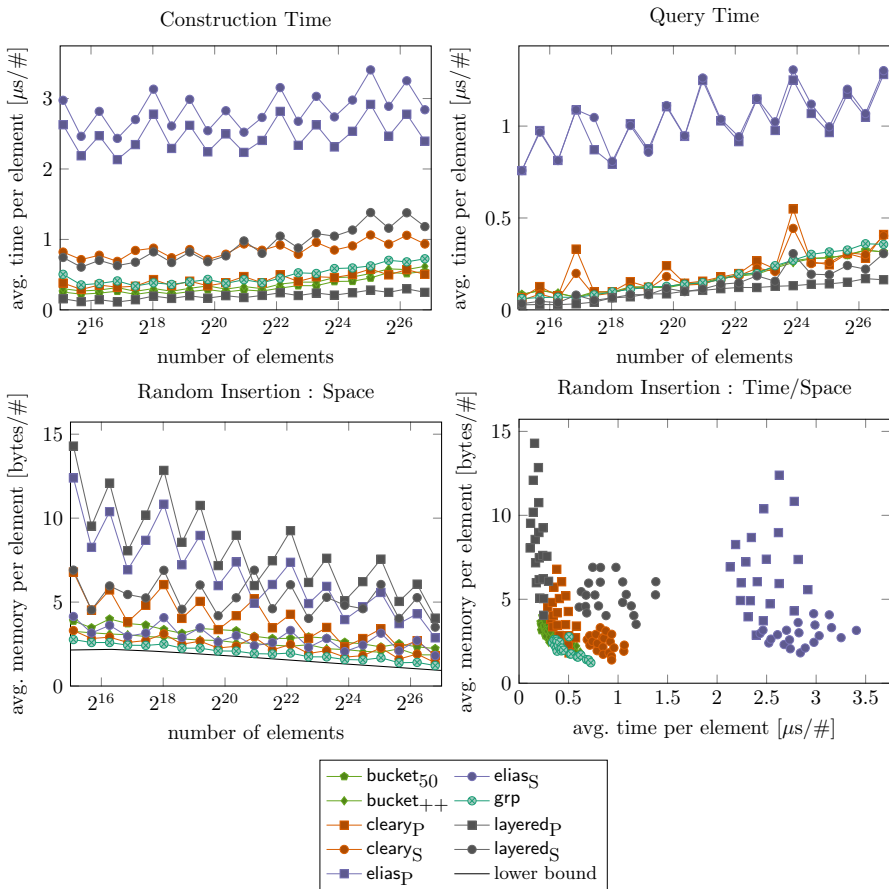 Construction Time
avg. time per element [μs/#]
3
2
1
0
2^16 2^18 2^20 2^22 2^24 2^26
number of elements
Query Time
avg. time per element [μs/#]
1
0.5
0
2^16 2^18 2^20 2^22 2^24 2^26
number of elements
Random Insertion : Space
avg. memory per element [bytes/#]
15
10
5
0
2^16 2^18 2^20 2^22 2^24 2^26
number of elements
Random Insertion : Time/Space
avg. memory per element [bytes/#]
15
10
5
0
0 0.5 1 1.5 2 2.5 3 3.5
avg. time per element [μs/#]
bucket_50
bucket_++
cleary_P
cleary_S
elias_P
elias_S
grp
layered_P
layered_S
lower bound